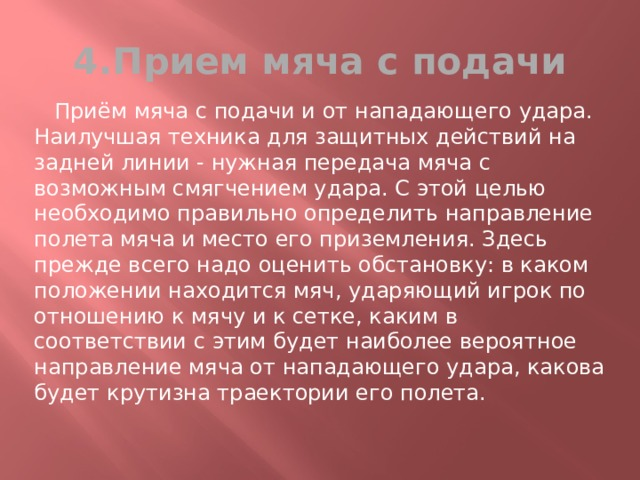 4.Прием мяча с подачи
Приём мяча с подачи и от нападающего удара.
Наилучшая техника для защитных действий на
задней линии - нужная передача мяча с
возможным смягчением удара. С этой целью
необходимо правильно определить направление
полета мяча и место его приземления. Здесь
прежде всего надо оценить обстановку: в каком
положении находится мяч, ударяющий игрок по
отношению к мячу и к сетке, каким в
соответствии с этим будет наиболее вероятное
направление мяча от нападающего удара, какова
будет крутизна траектории его полета.